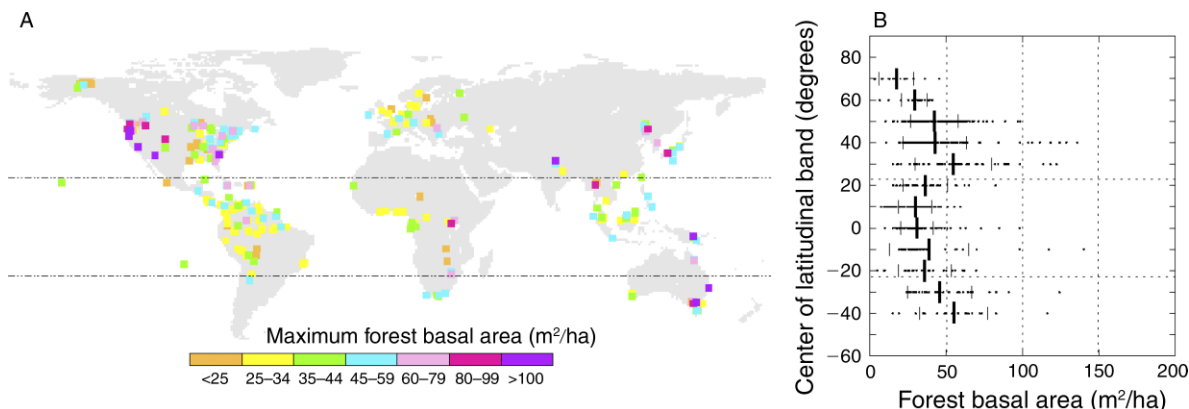 A
Maximum forest basal area (m²/ha)
<25 25–34 35–44 45–59 60–79 80–99 >100
B
Center of latitudinal band (degrees)
80
60
40
20
0
−20
−40
−60
0 50 100 150 200
Forest basal area (m²/ha)